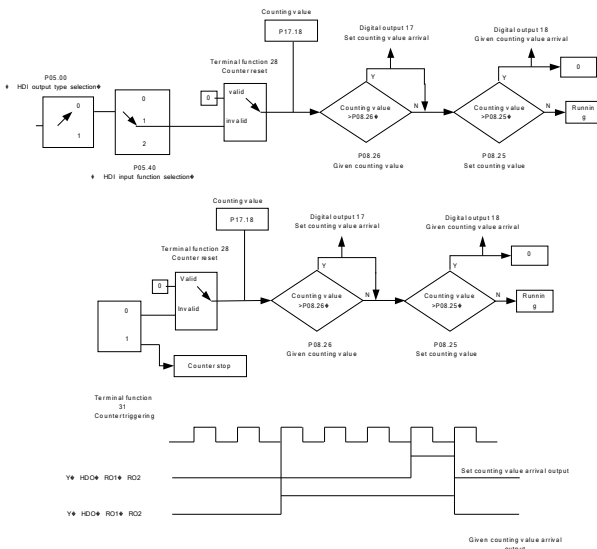 Counting value
P17.18
Digital output 17
Set counting value arrival
Digital output 18
Given counting value arrival
P05.00
♦ HDI output type selection♦
Terminal function 28
Counter reset
0
1
0
1
2
0
valid
invalid
Y
N
Counting value
>P08.26♦
Y
N
Counting value
>P08.25♦
0
Runnin
g
P08.26
Given counting value
P08.25
Set counting value
P05.40
♦ HDI input function selection♦
Counting value
P17.18
Digital output 17
Set counting value arrival
Digital output 18
Given counting value arrival
Terminal function 28
Counter reset
0
Valid
Invalid
Y
N
Counting value
>P08.26♦
Y
N
Counting value
>P08.25♦
0
Runnin
g
0
1
P08.26
Given counting value
P08.25
Set counting value
Counter stop
Terminal function
31
Countertriggering
Y♦ HDO♦ RO1♦ RO2
Set counting value arrival output
Y♦ HDO♦ RO1♦ RO2
Given counting value arrival
output